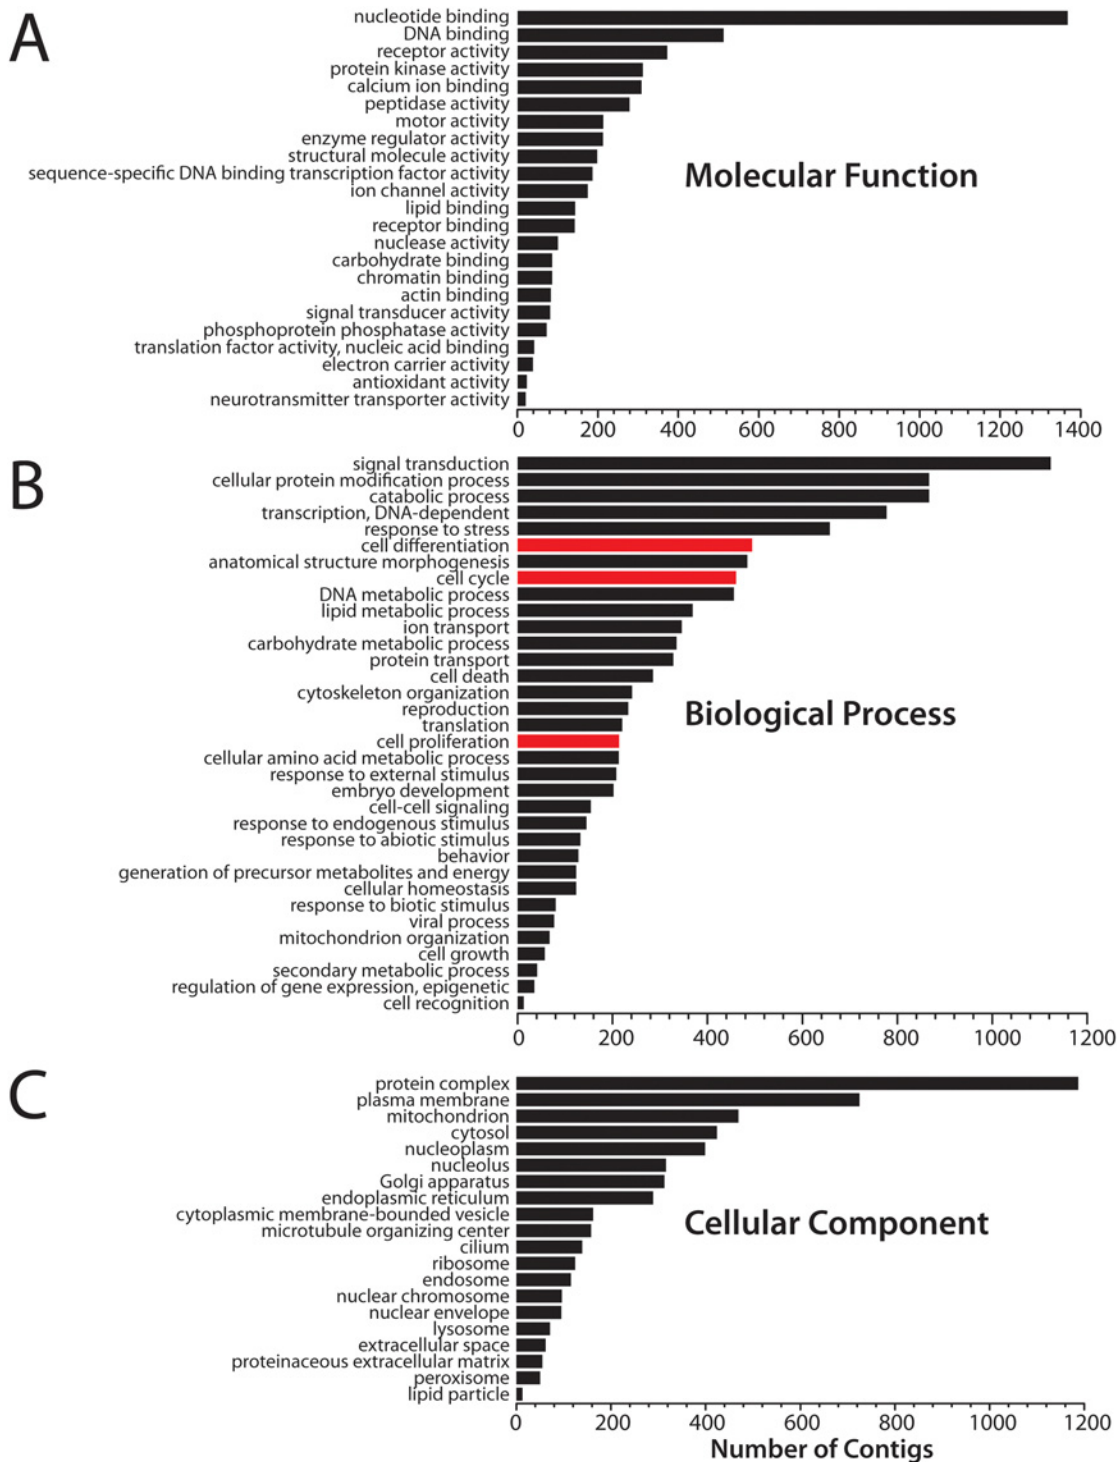 A
nucleotide binding
DNA binding
receptor activity
protein kinase activity
calcium ion binding
peptidase activity
motor activity
enzyme regulator activity
structural molecule activity
sequence-specific DNA binding transcription factor activity
ion channel activity
lipid binding
receptor binding
nuclease activity
carbohydrate binding
chromatin binding
actin binding
signal transducer activity
phosphoprotein phosphatase activity
translation factor activity, nucleic acid binding
electron carrier activity
antioxidant activity
neurotransmitter transporter activity
Molecular Function
0 200 400 600 800 1000 1200 1400
B
signal transduction
cellular protein modification process
catabolic process
transcription, DNA-dependent
response to stress
cell differentiation
anatomical structure morphogenesis
cell cycle
DNA metabolic process
lipid metabolic process
ion transport
carbohydrate metabolic process
protein transport
cell death
cytoskeleton organization
reproduction
translation
cell proliferation
cellular amino acid metabolic process
response to external stimulus
embryo development
cell-cell signaling
response to endogenous stimulus
response to abiotic stimulus
behavior
generation of precursor metabolites and energy
cellular homeostasis
response to biotic stimulus
viral process
mitochondrion organization
cell growth
secondary metabolic process
regulation of gene expression, epigenetic
cell recognition
Biological Process
0 200 400 600 800 1000 1200
C
protein complex
plasma membrane
mitochondrion
cytosol
nucleoplasm
nucleolus
Golgi apparatus
endoplasmic reticulum
cytoplasmic membrane-bounded vesicle
microtubule organizing center
cilium
ribosome
endosome
nuclear chromosome
nuclear envelope
lysosome
extracellular space
proteinaceous extracellular matrix
peroxisome
lipid particle
Cellular Component
0 200 400 600 800 1000 1200
Number of Contigs